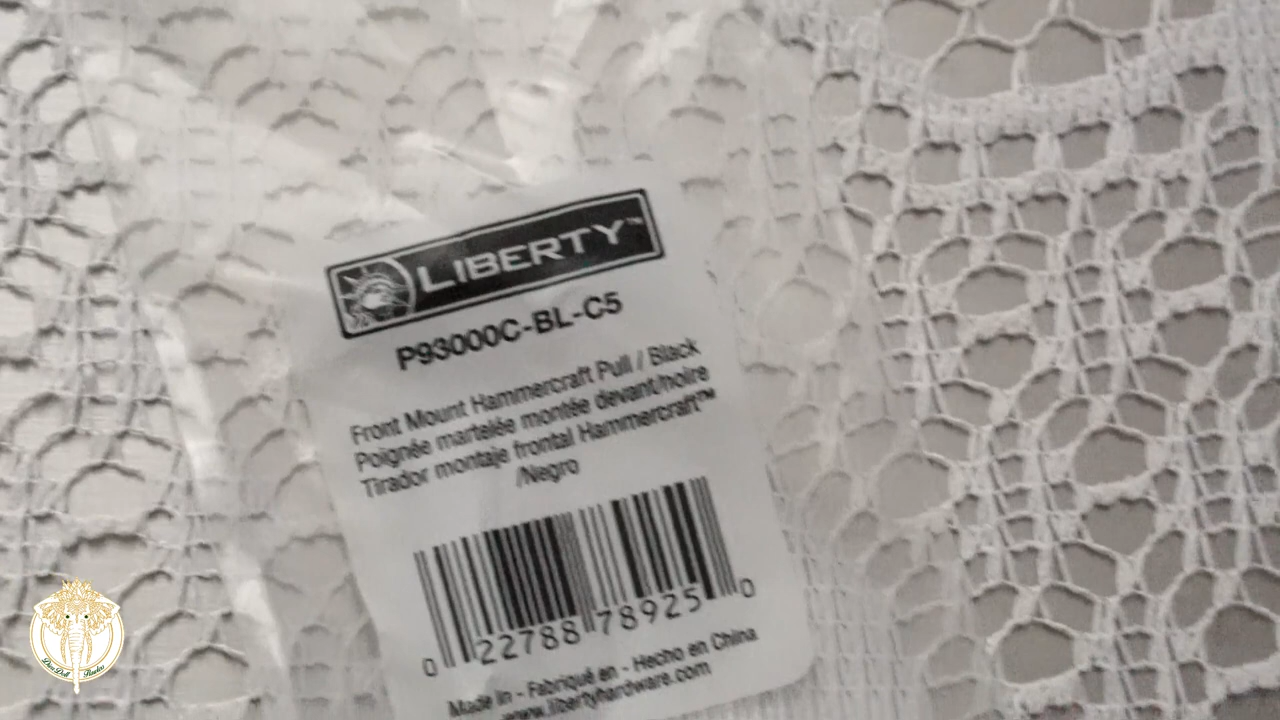 LIBERTY™
P93000C-BL-C5
Front Mount Hammercraft Pull / Black
Poignée martelée montée devant/noire
Tirador montaje frontal Hammercraft™
/Negro
0 22788 78925 0
Made in - Fabriqué en - Hecho en China
www.libertyhardware.com